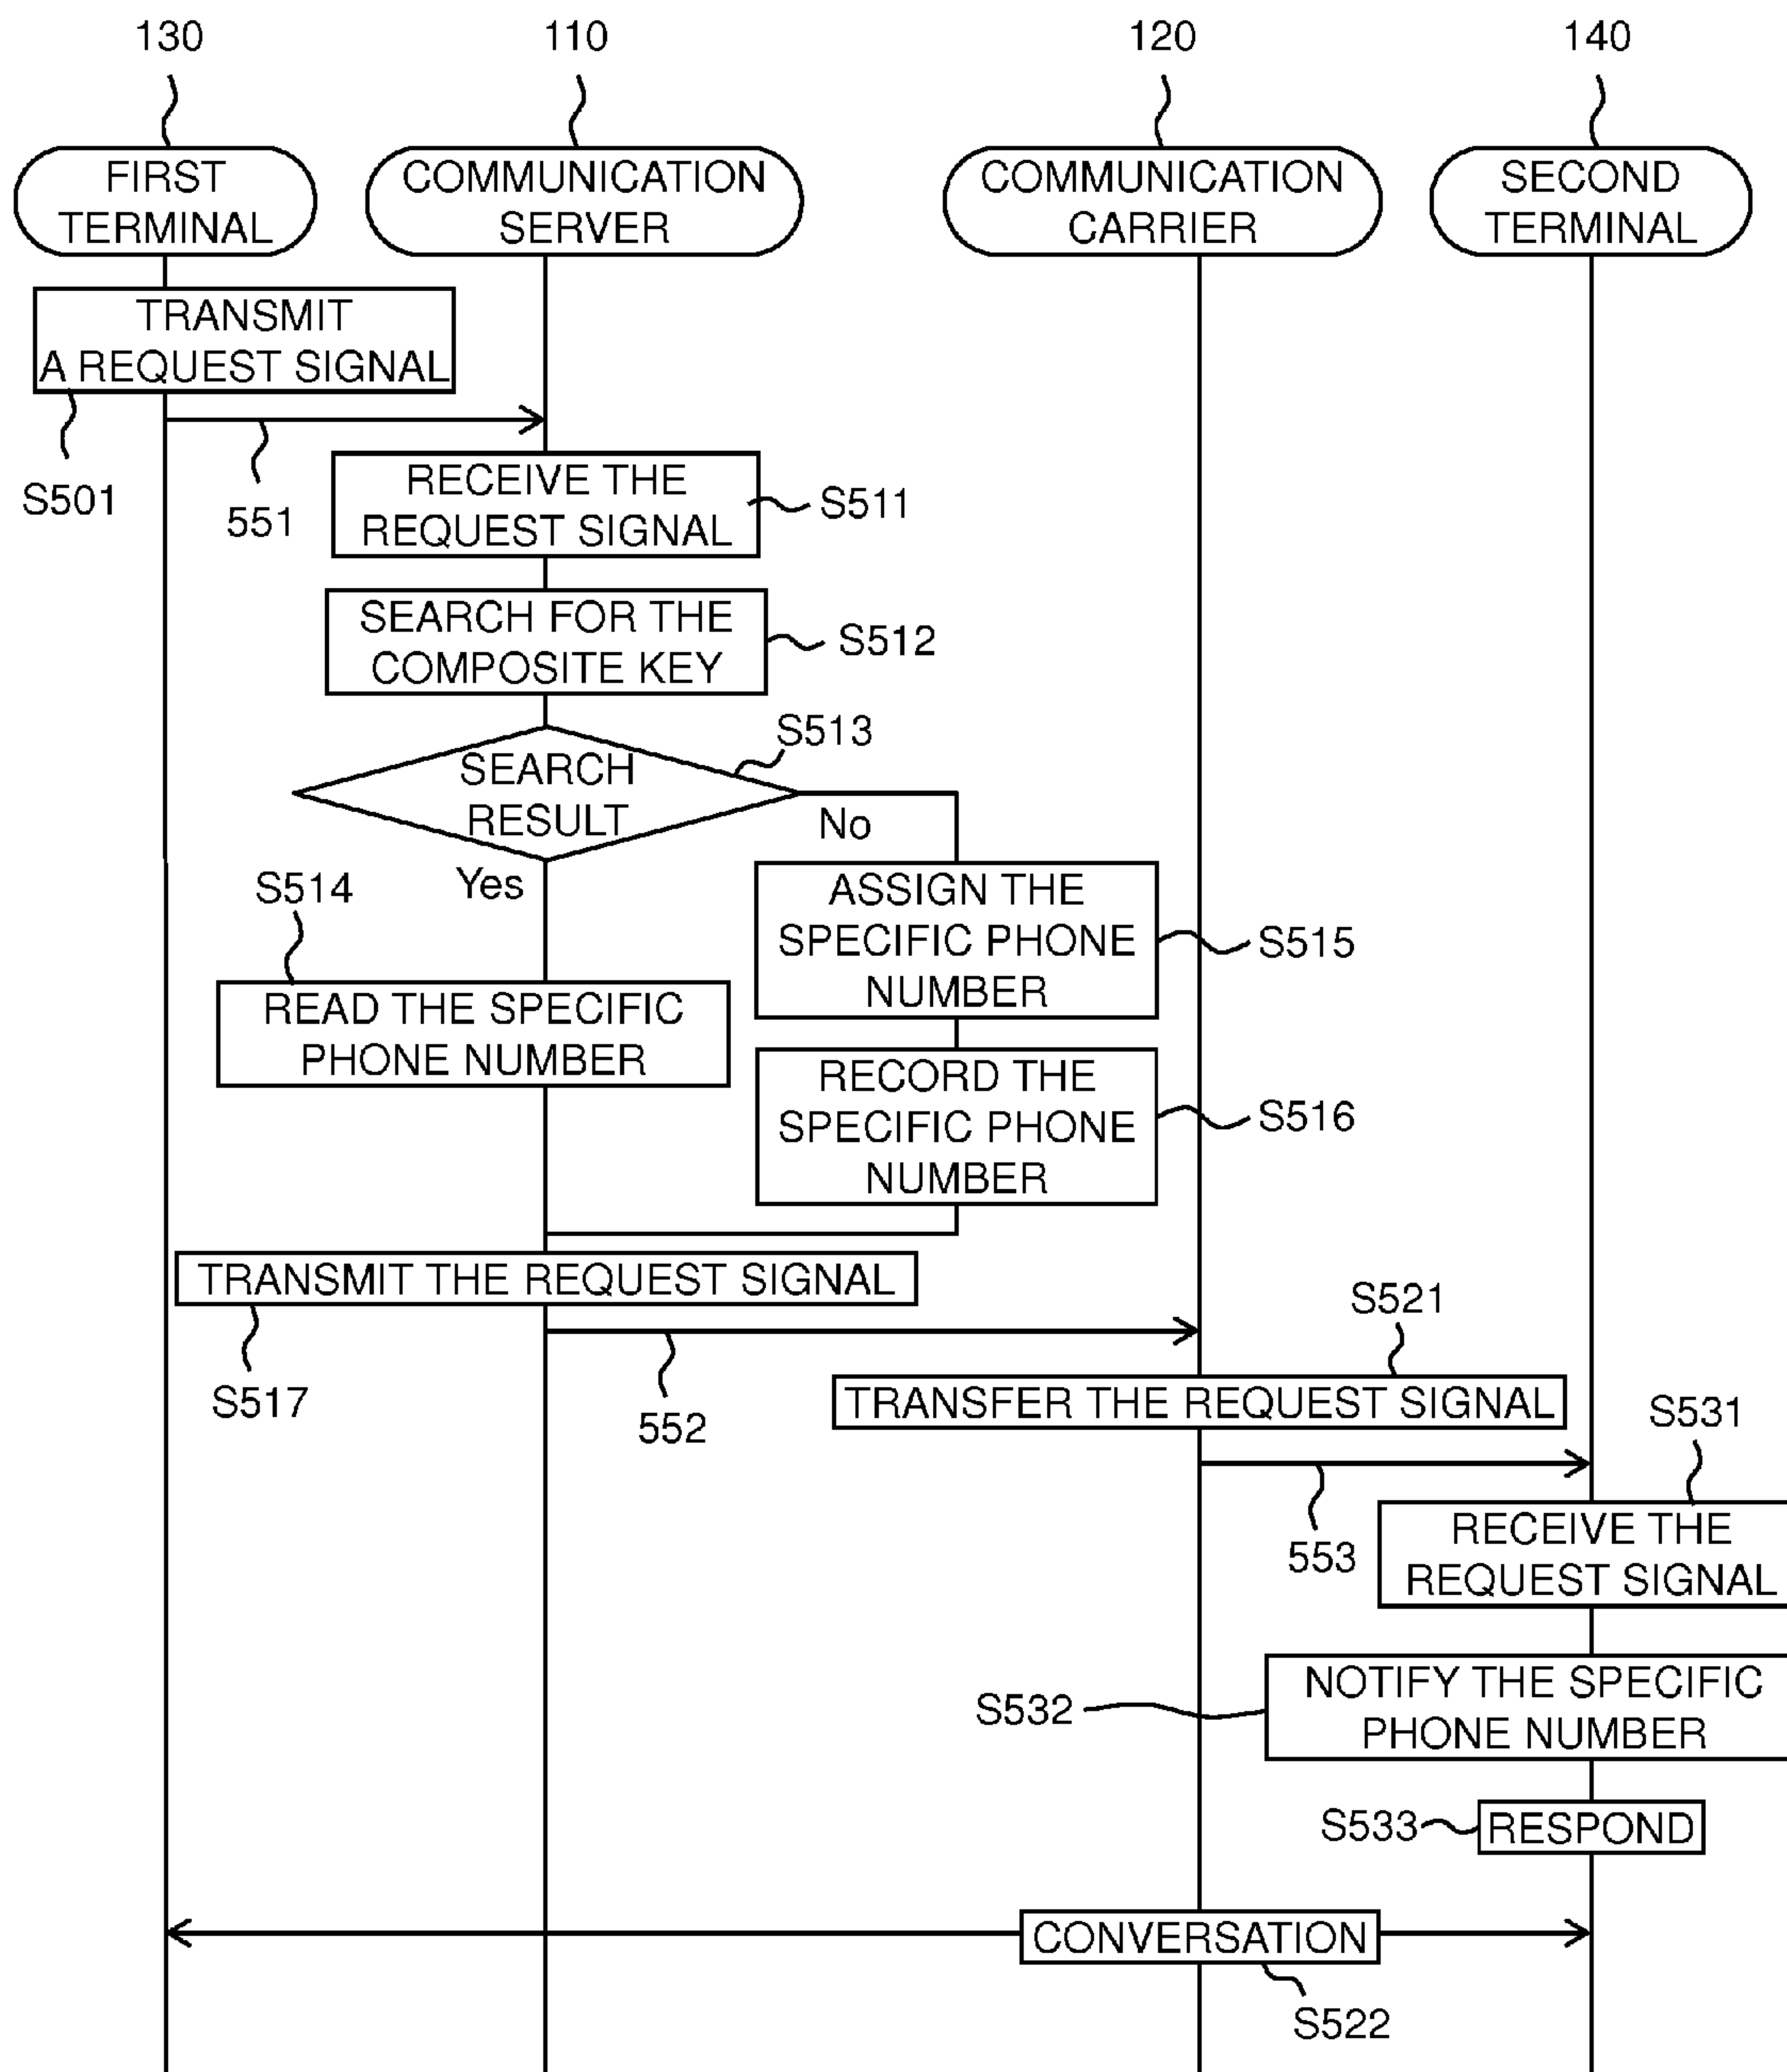 130
110
120
140
FIRST
TERMINAL
COMMUNICATION
SERVER
COMMUNICATION
CARRIER
SECOND
TERMINAL
TRANSMIT
A REQUEST SIGNAL
S501
551
RECEIVE THE
REQUEST SIGNAL
S511
SEARCH FOR THE
COMPOSITE KEY
S512
S513
SEARCH
RESULT
No
Yes
S514
READ THE SPECIFIC
PHONE NUMBER
ASSIGN THE
SPECIFIC PHONE
NUMBER
S515
RECORD THE
SPECIFIC PHONE
NUMBER
S516
TRANSMIT THE REQUEST SIGNAL
S517
552
S521
TRANSFER THE REQUEST SIGNAL
553
S531
RECEIVE THE
REQUEST SIGNAL
S532
NOTIFY THE SPECIFIC
PHONE NUMBER
S533
RESPOND
CONVERSATION
S522